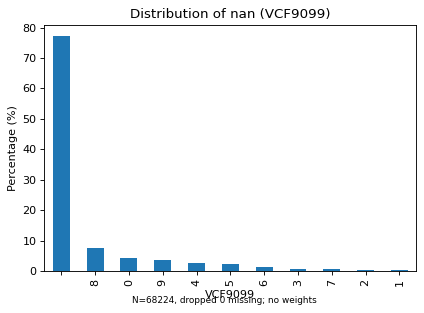 Distribution of nan (VCF9099)
Percentage (%)
80
70
60
50
40
30
20
10
0
8 0 9 4 5 6 3 7 2 1
VCF9099
N=68224, dropped 0 missing; no weights